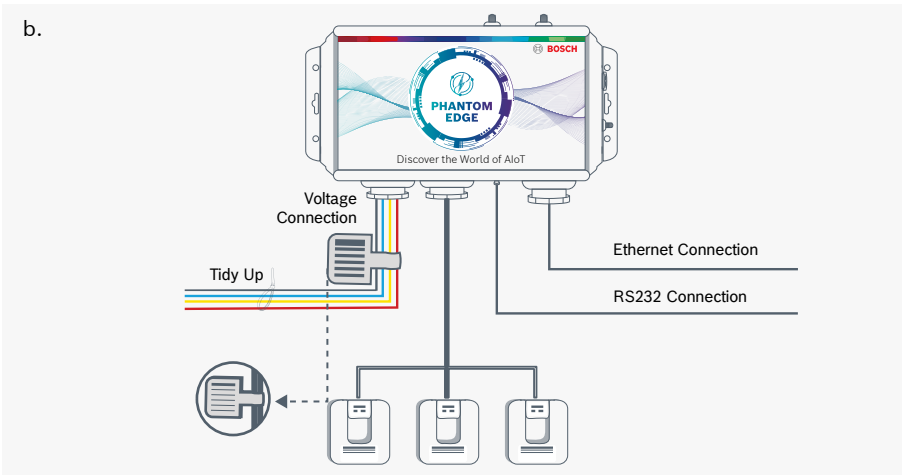 b.
BOSCH
PHANTOM
EDGE
Discover the World of AIoT
Voltage
Connection
Ethernet Connection
Tidy Up
RS232 Connection